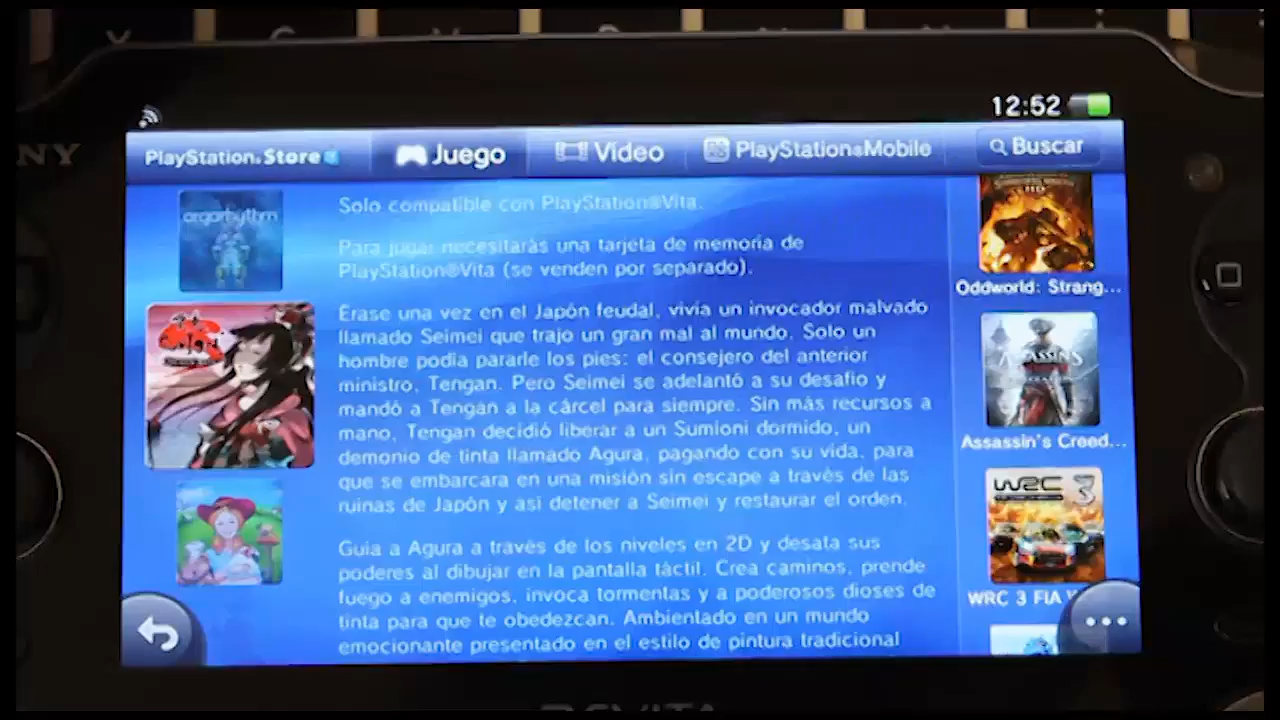 SONY
12:52
PlayStation®Store
Juego
Vídeo
PlayStation®Mobile
Buscar
orgarhythm
Solo compatible con PlayStation®Vita.
Para jugar necesitarás una tarjeta de memoria de
PlayStation®Vita (se venden por separado).
Érase una vez en el Japón feudal, vivía un invocador malvado
llamado Seimei que trajo un gran mal al mundo. Solo un
hombre podía pararle los pies: el consejero del anterior
ministro, Tengan. Pero Seimei se adelantó a su desafío y
mandó a Tengan a la cárcel para siempre. Sin más recursos a
mano, Tengan decidió liberar a un Sumioni dormido, un
demonio de tinta llamado Agura, pagando con su vida, para
que se embarcara en una misión sin escape a través de las
ruinas de Japón y así detener a Seimei y restaurar el orden.
Guía a Agura a través de los niveles en 2D y desata sus
poderes al dibujar en la pantalla táctil. Crea caminos, prende
fuego a enemigos, invoca tormentas y a poderosos dioses de
tinta para que te obedezcan. Ambientado en un mundo
emocionante presentado en el estilo de pintura tradicional
HD
Oddworld: Strang...
ASSASSIN'S
Assassin's Creed...
WRC 3
WRC 3 FIA
PSVITA